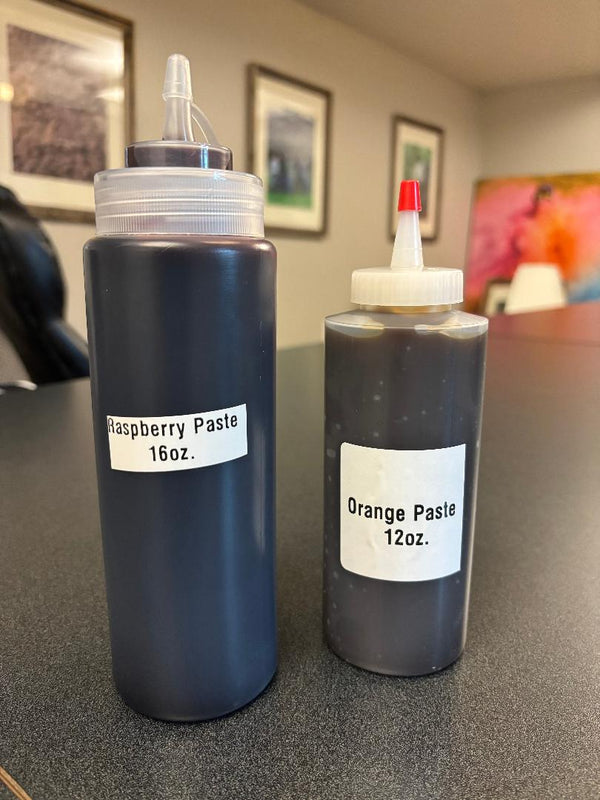 Raspberry Paste
16oz.
Orange Paste
12oz.